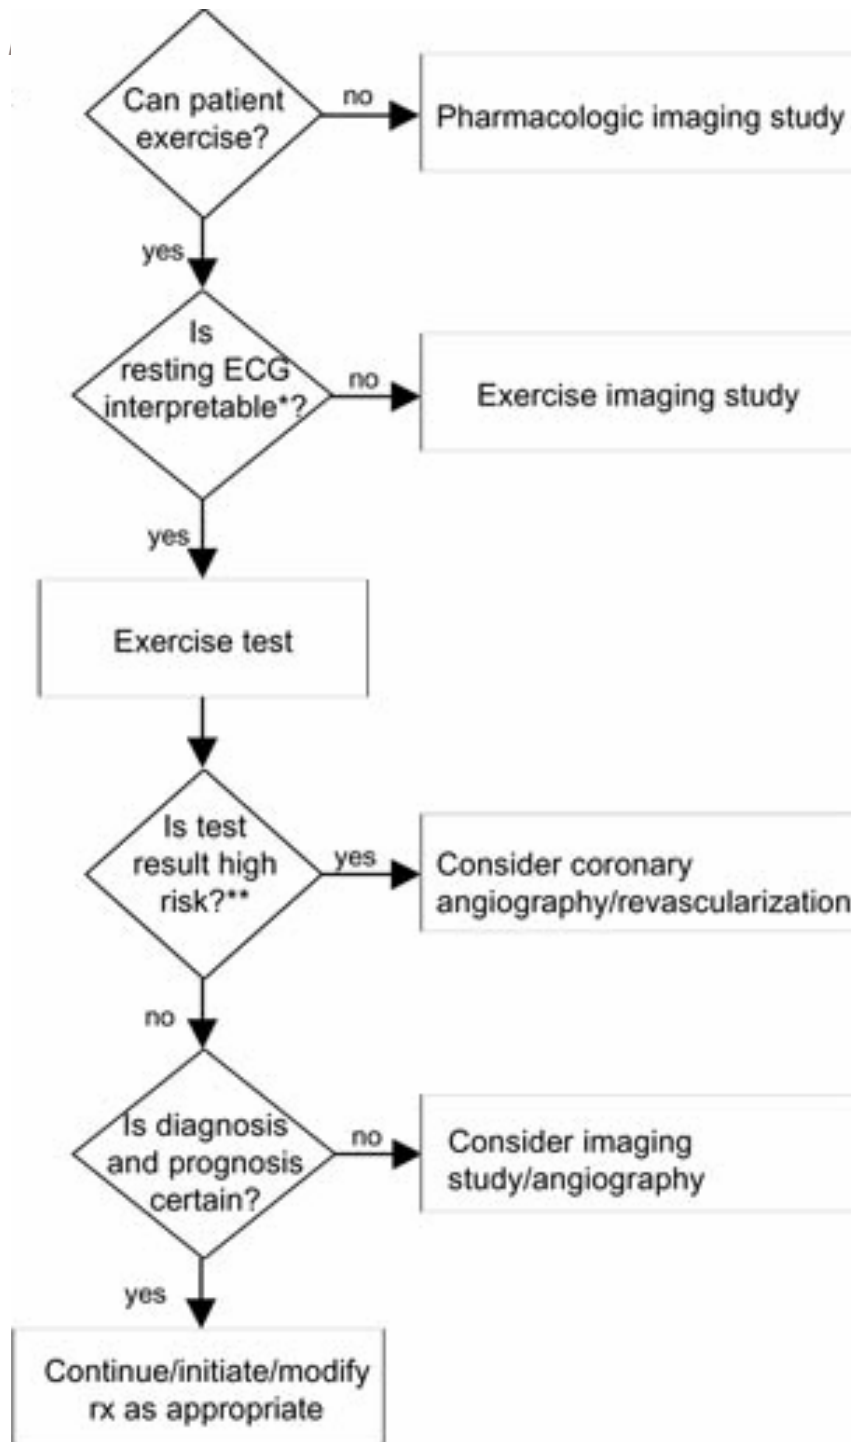 Can patient
exercise?
no
Pharmacologic imaging study
yes
Is
resting ECG
interpretable*?
no
Exercise imaging study
yes
Exercise test
Is test
result high
risk?**
yes
Consider coronary
angiography/revascularization
no
Is diagnosis
and prognosis
certain?
no
Consider imaging
study/angiography
yes
Continue/initiate/modify
rx as appropriate